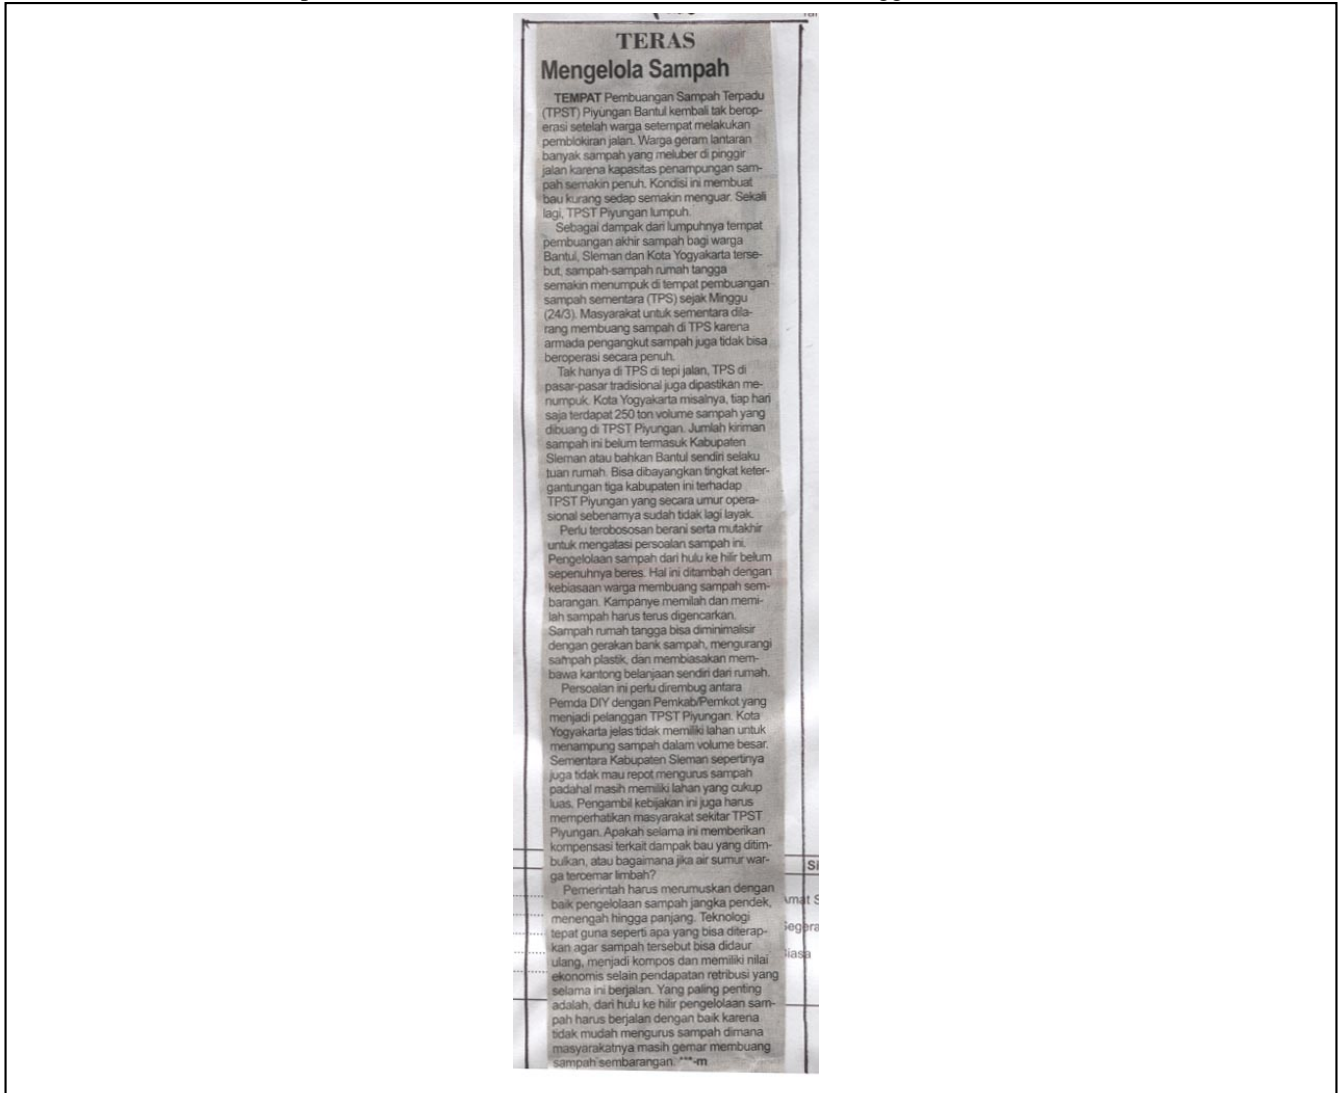 TERAS
Mengelola Sampah
TEMPAT Pembuangan Sampah Terpadu
(TPST) Piyungan Bantul kembali tak berop-
erasi setelah warga setempat melakukan
pemblokiran jalan. Warga geram lantaran
banyak sampah yang meluber di pinggir
jalan karena kapasitas penampungan sam-
pah semakin penuh. Kondisi ini membuat
bau kurang sedap semakin menguar. Sekali
lagi, TPST Piyungan lumpuh.
Sebagai dampak dari lumpuhnya tempat
pembuangan akhir sampah bagi warga
Bantul, Sleman dan Kota Yogyakarta terse-
but, sampah-sampah rumah tangga
semakin menumpuk di tempat pembuangan
sampah sementara (TPS) sejak Minggu
(24/3). Masyarakat untuk sementara dila-
rang membuang sampah di TPS karena
armada pengangkut sampah juga tidak bisa
beroperasi secara penuh.
Tak hanya di TPS di tepi jalan, TPS di
pasar-pasar tradisional juga dipastikan me-
numpuk. Kota Yogyakarta misalnya, tiap hari
saja terdapat 250 ton volume sampah yang
dibuang di TPST Piyungan. Jumlah kiriman
sampah ini belum termasuk Kabupaten
Sleman atau bahkan Bantul sendiri selaku
tuan rumah. Bisa dibayangkan tingkat keter-
gantungan tiga kabupaten ini terhadap
TPST Piyungan yang secara umur opera-
sional sebenarnya sudah tidak lagi layak.
Perlu terobososan berani serta mutakhir
untuk mengatasi persoalan sampah ini.
Pengelolaan sampah dari hulu ke hilir belum
sepenuhnya beres. Hal ini ditambah dengan
kebiasaan warga membuang sampah sem-
barangan. Kampanye memilah dan memi-
lah sampah harus terus digencarkan.
Sampah rumah tangga bisa diminimalisir
dengan gerakan bank sampah, mengurangi
sampah plastik, dan membiasakan mem-
bawa kantong belanjaan sendiri dari rumah.
Persoalan ini perlu dirembug antara
Pemda DIY dengan Pemkab/Pemkot yang
menjadi pelanggan TPST Piyungan. Kota
Yogyakarta jelas tidak memiliki lahan untuk
menampung sampah dalam volume besar.
Sementara Kabupaten Sleman sepertinya
juga tidak mau repot mengurus sampah
padahal masih memiliki lahan yang cukup
luas. Pengambil kebijakan ini juga harus
memperhatikan masyarakat sekitar TPST
Piyungan. Apakah selama ini memberikan
kompensasi terkait dampak bau yang ditim-
bulkan, atau bagaimana jika air sumur war-
ga tercemar limbah?
Pemerintah harus merumuskan dengan
baik pengelolaan sampah jangka pendek,
menengah hingga panjang. Teknologi
tepat guna seperti apa yang bisa diterap-
kan agar sampah tersebut bisa didaur
ulang, menjadi kompos dan memiliki nilai
ekonomis selain pendapatan retribusi yang
selama ini berjalan. Yang paling penting
adalah, dari hulu ke hilir pengelolaan sam-
pah harus berjalan dengan baik karena
tidak mudah mengurus sampah dimana
masyarakatnya masih gemar membuang
sampah sembarangan. ***-m